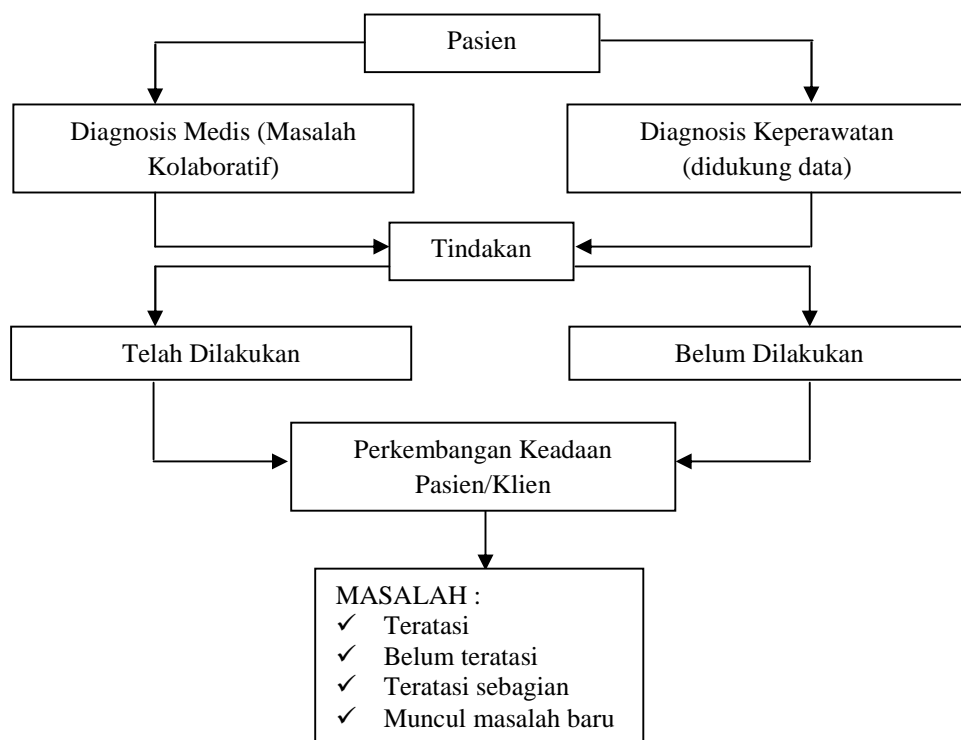 Pasien
Diagnosis Medis (Masalah
Kolaboratif)
Diagnosis Keperawatan
(didukung data)
Tindakan
Telah Dilakukan
Belum Dilakukan
Perkembangan Keadaan
Pasien/Klien
MASALAH :
✓ Teratasi
✓ Belum teratasi
✓ Teratasi sebagian
✓ Muncul masalah baru